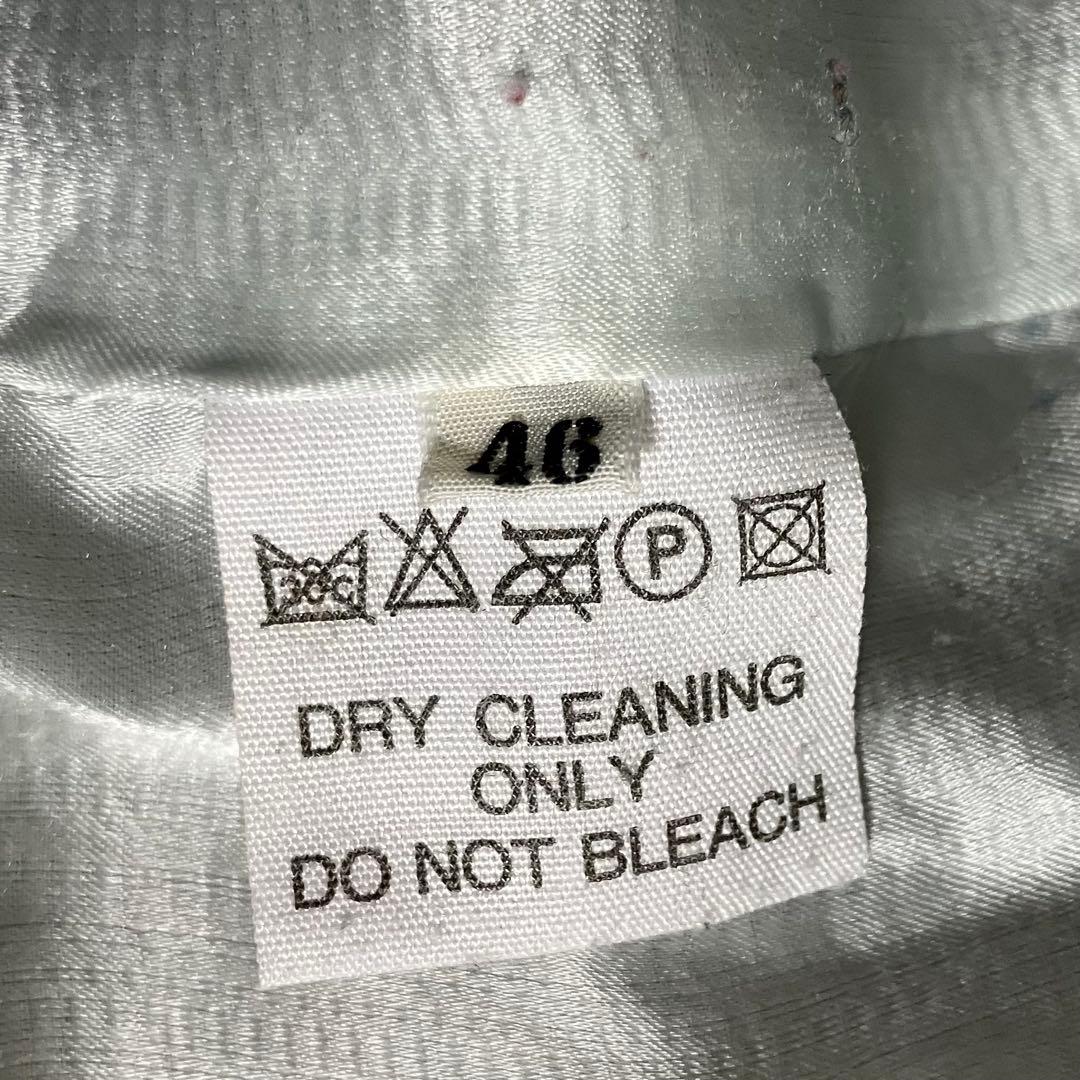 46
P
DRY CLEANING
ONLY
DO NOT BLEACH